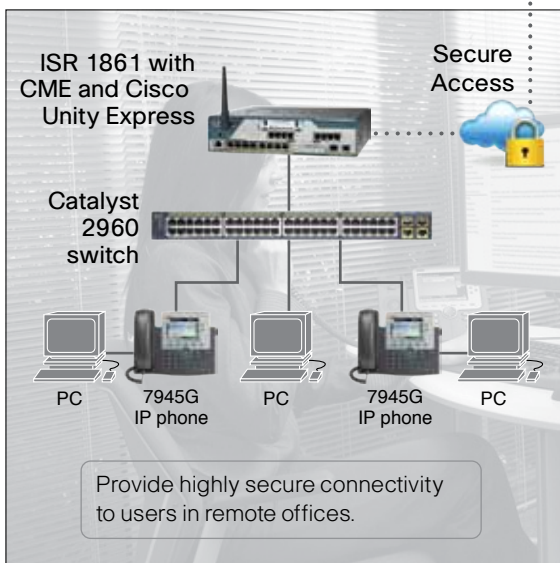 ISR 1861 with
CME and Cisco
Unity Express
Secure
Access
Catalyst
2960
switch
PC
7945G
IP phone
PC
7945G
IP phone
PC
Provide highly secure connectivity
to users in remote offices.